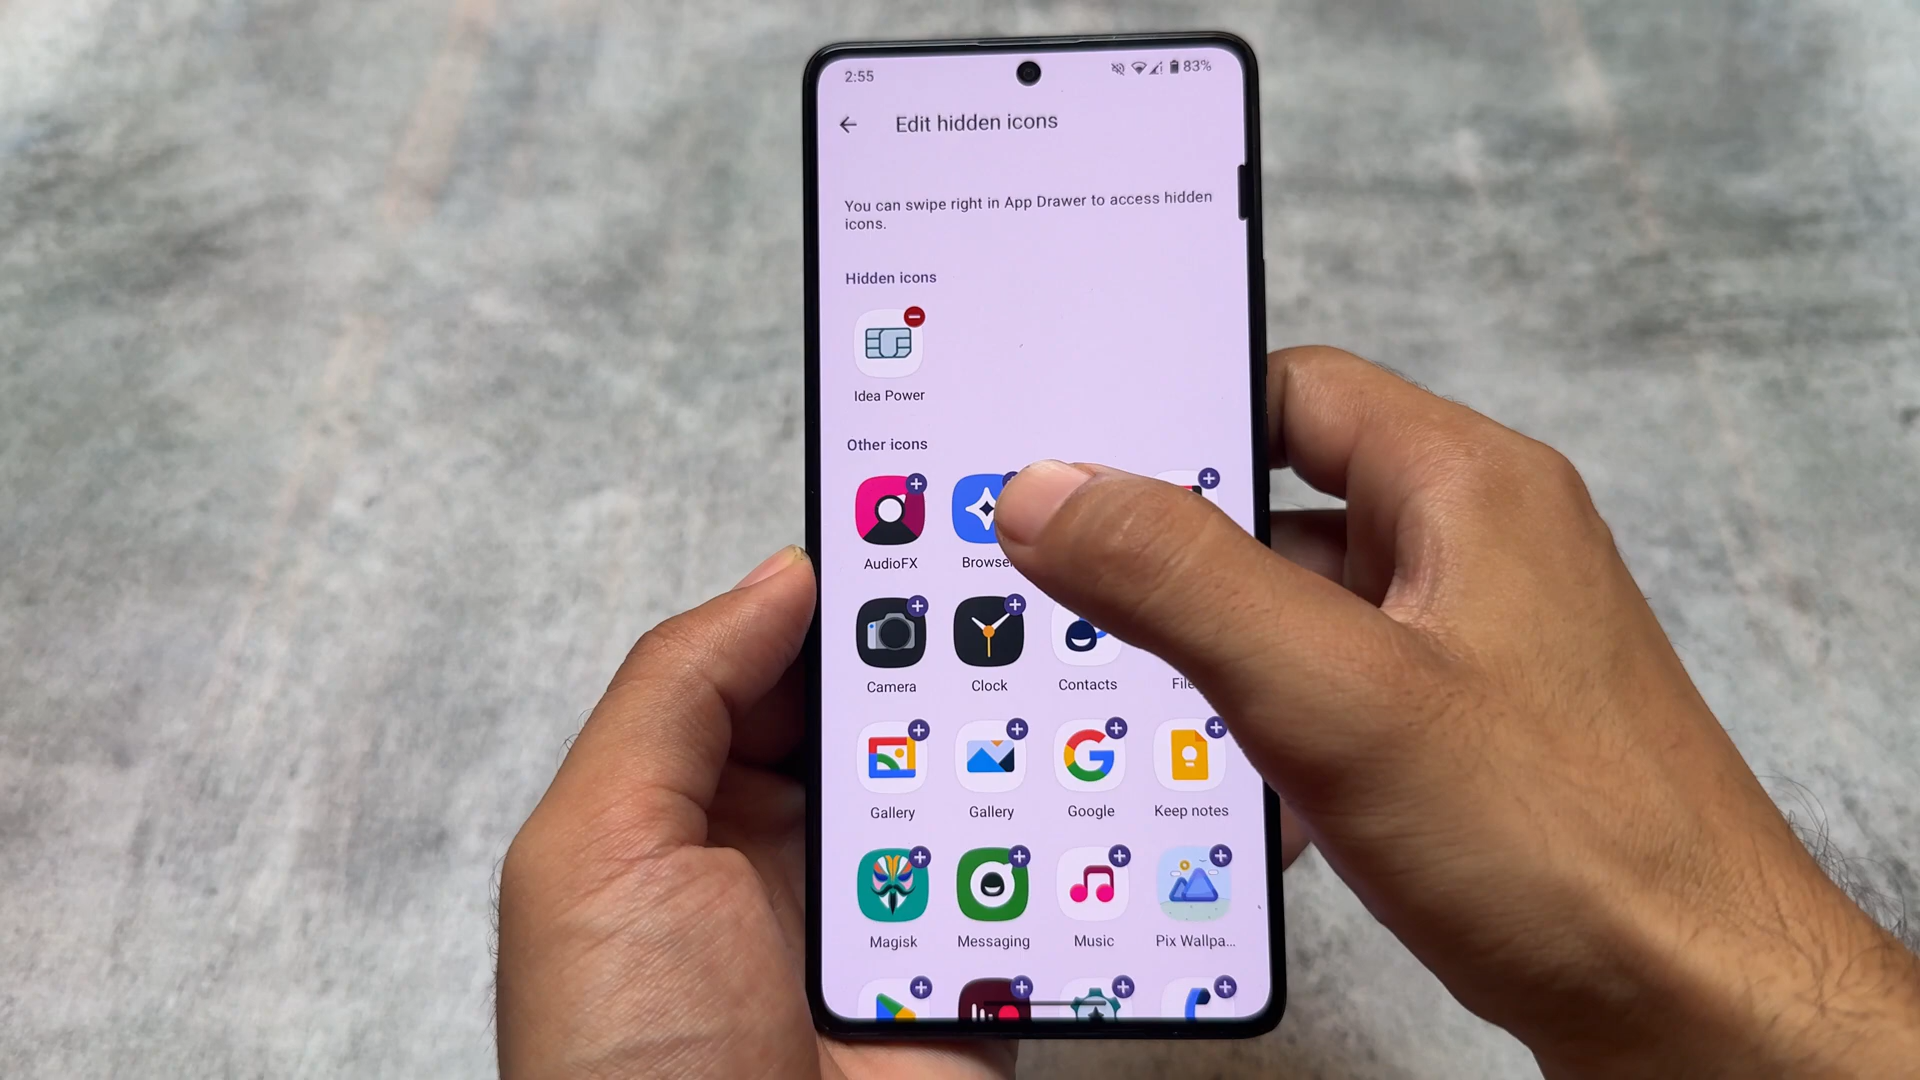 2:55
83%
Edit hidden icons
You can swipe right in App Drawer to access hidden
icons.
Hidden icons
Idea Power
Other icons
AudioFX
Browser
Camera
Clock
Contacts
Gallery
Gallery
Google
Keep notes
Magisk
Messaging
Music
Pix Wallpa...